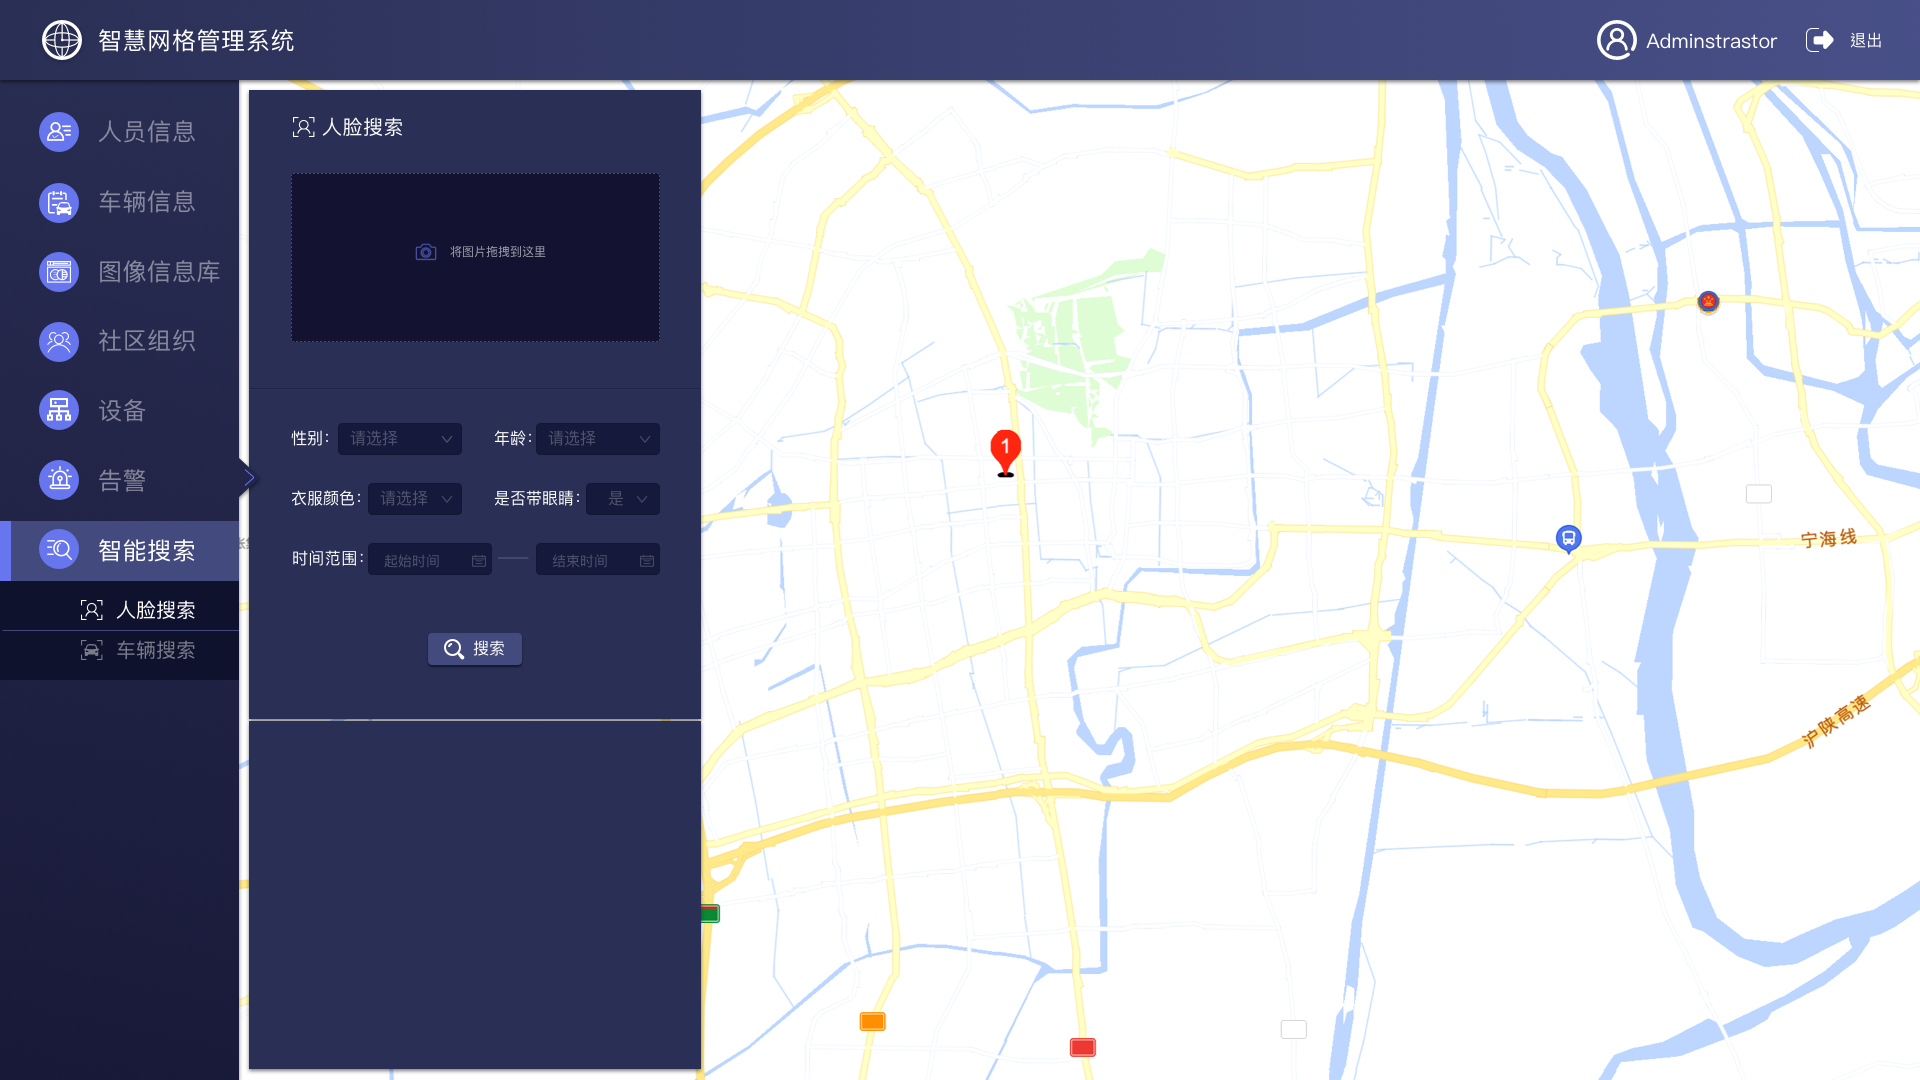 智慧网格管理系统
Adminstrastor
退出
人员信息
车辆信息
图像信息库
社区组织
设备
告警
智能搜索
人脸搜索
车辆搜索
人脸搜索
将图片拖拽到这里
性别： 请选择
年龄： 请选择
衣服颜色： 请选择
是否带眼睛： 是
时间范围： 起始时间 —— 结束时间
搜索
1
宁海线
沪陕高速